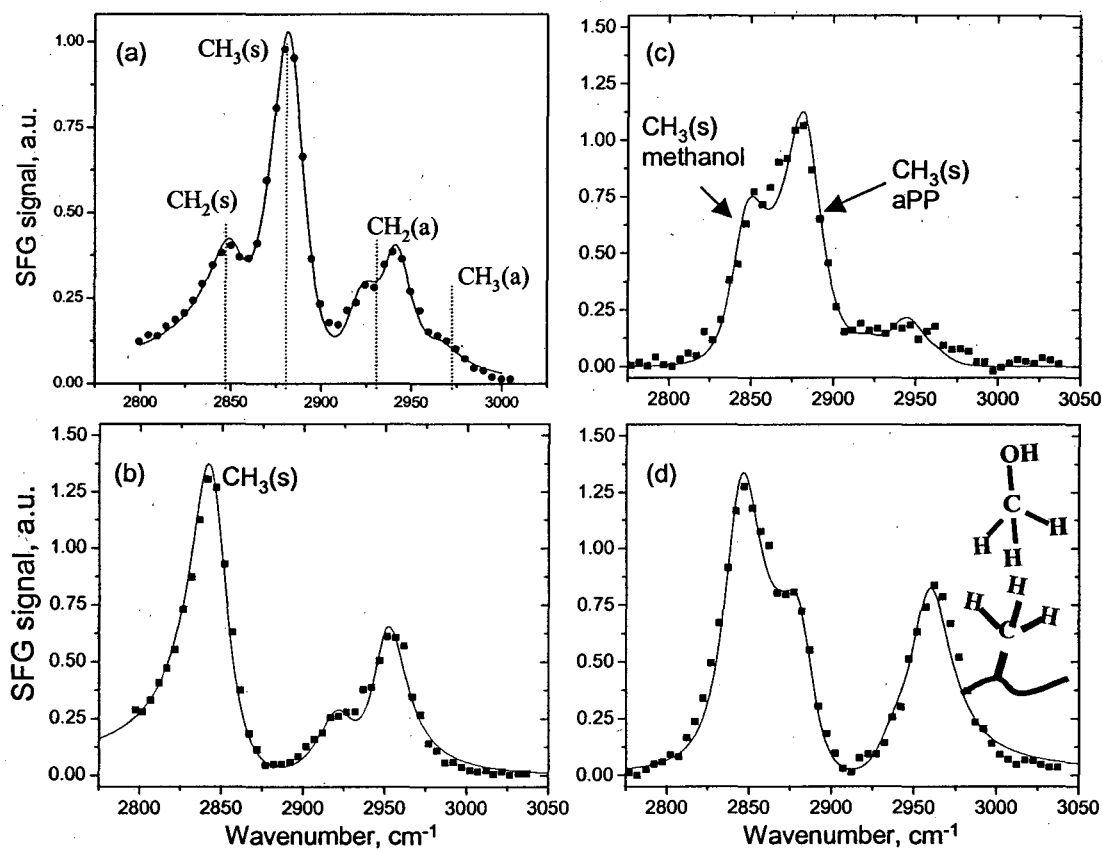 (a)
CH3(s)
CH2(s)
CH2(a)
CH3(a)
SFG signal, a.u.
1.00
0.75
0.50
0.25
0.00
2800 2850 2900 2950 3000
(c)
CH3(s)
methanol
CH3(s)
aPP
1.50
1.25
1.00
0.75
0.50
0.25
0.00
2800 2850 2900 2950 3000 3050
(b)
CH3(s)
SFG signal, a.u.
1.50
1.25
1.00
0.75
0.50
0.25
0.00
2800 2850 2900 2950 3000 3050
Wavenumber, cm-1
(d)
OH
C
H
H
H
H
H
H
C
1.50
1.25
1.00
0.75
0.50
0.25
0.00
2800 2850 2900 2950 3000 3050
Wavenumber, cm-1